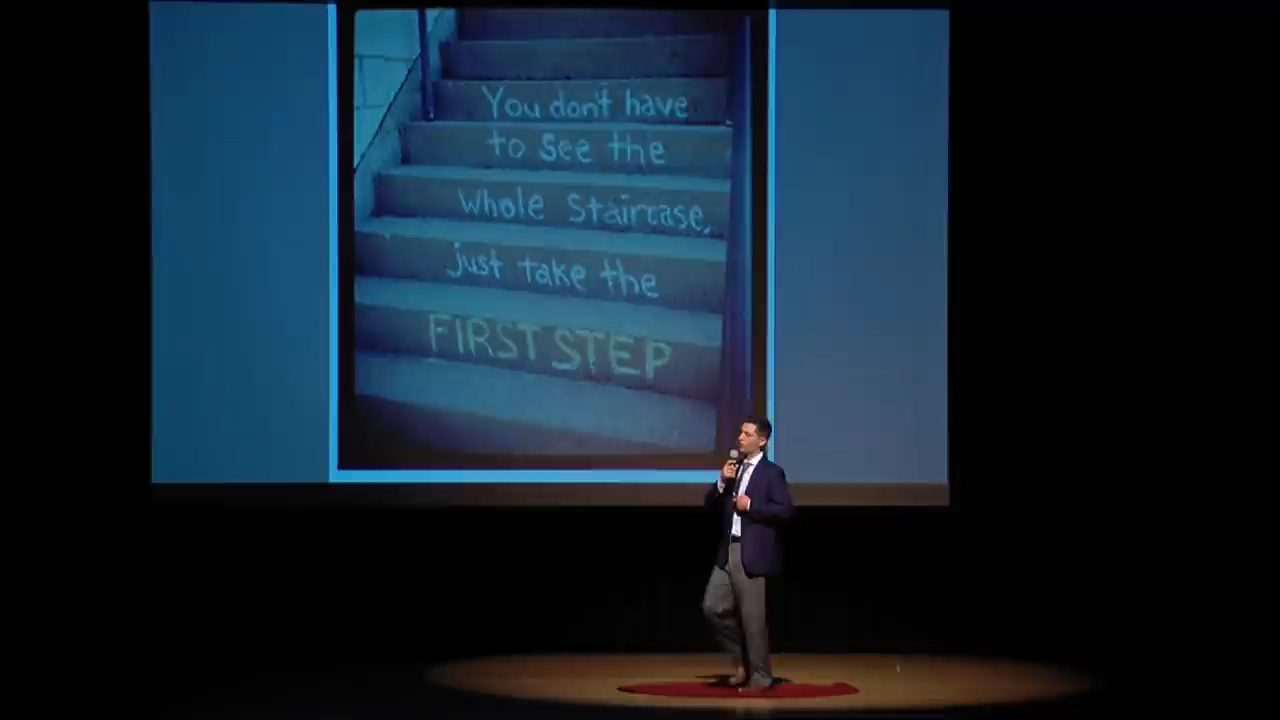 You don't have
to See the
Whole Staircase,
just take the
FIRST STEP